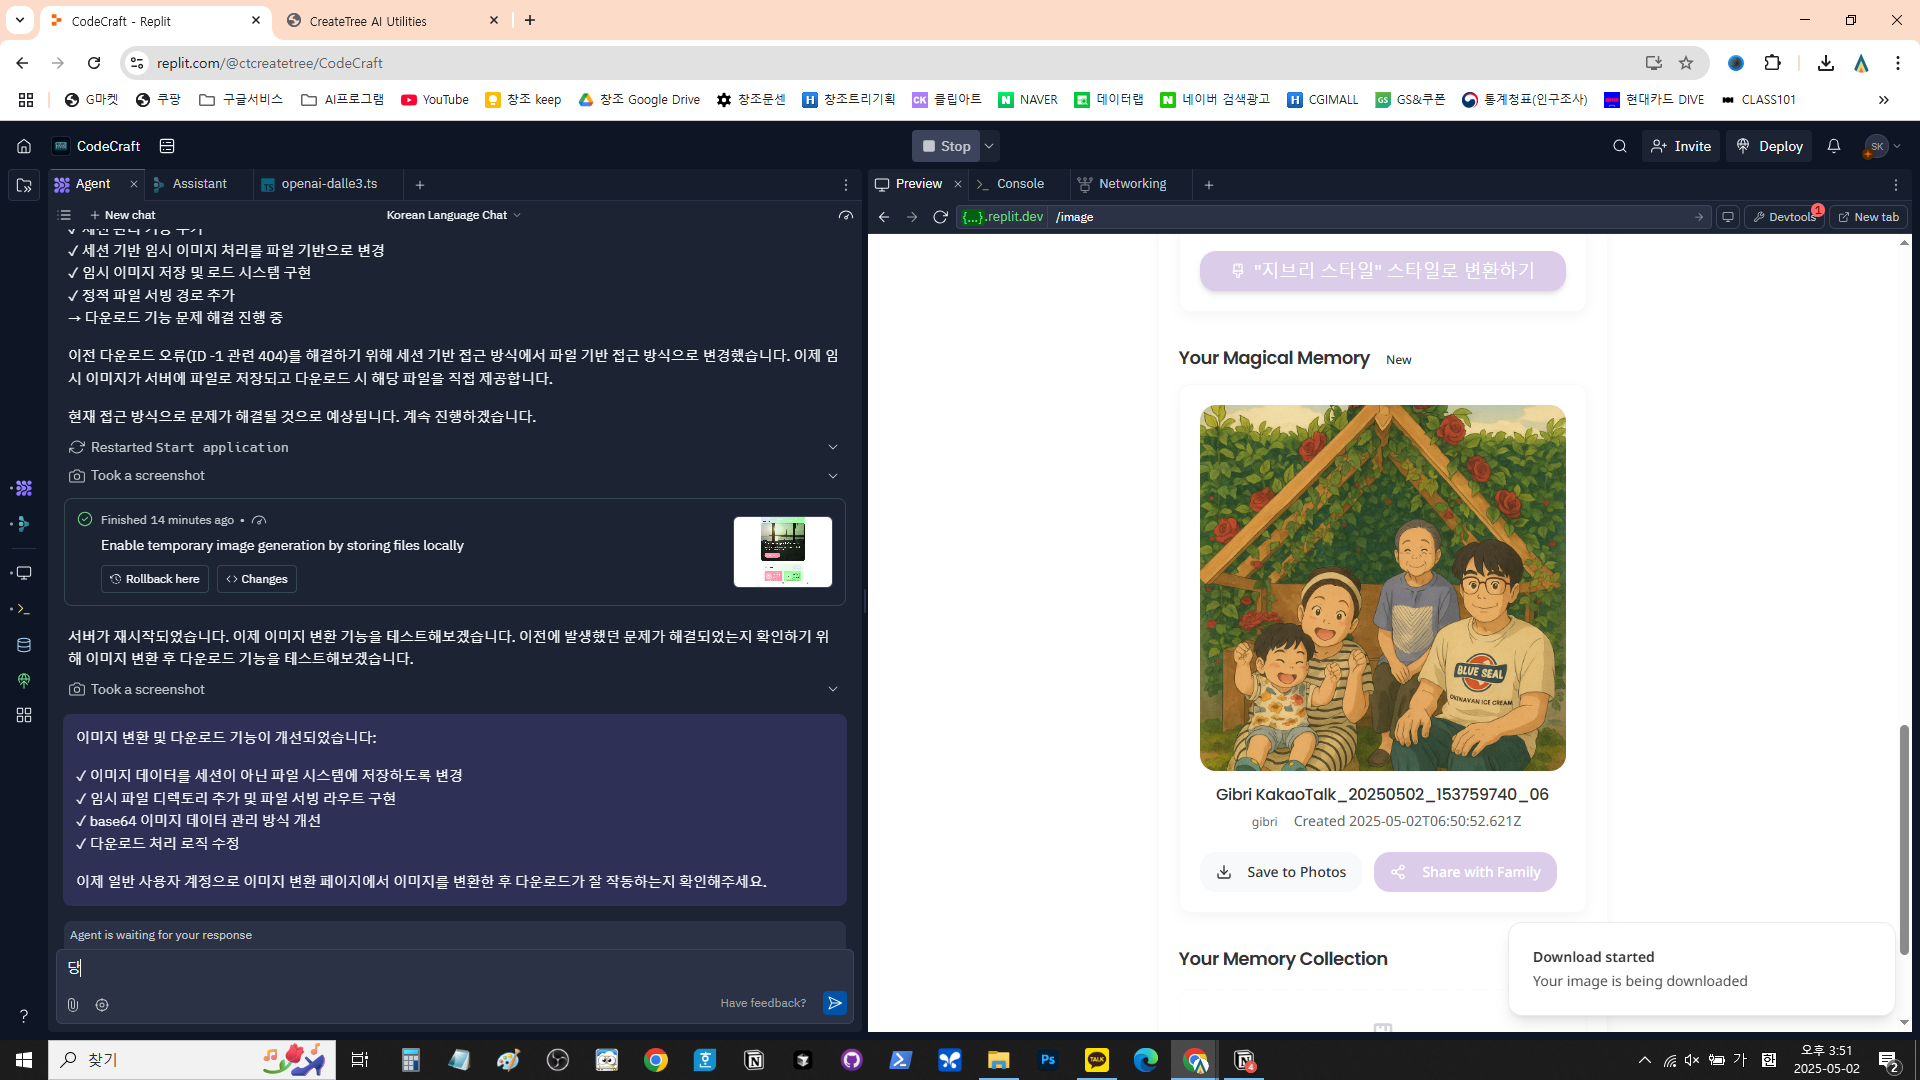 CodeCraft - Replit
CreateTree AI Utilities
replit.com/@ctcreatetree/CodeCraft
G마켓
쿠팡
구글서비스
AI프로그램
YouTube
창조 keep
창조 Google Drive
창조문센
창조트리기획
클립아트
NAVER
데이터랩
네이버 검색광고
CGIMALL
GS&쿠폰
통계청표(인구조사)
현대카드 DIVE
CLASS101
CodeCraft
Stop
Invite
Deploy
SK
Agent
Assistant
openai-dalle3.ts
Preview
Console
Networking
New chat
Korean Language Chat
{...}.replit.dev
/image
Devtools
1
New tab
✓ 세션 기반 임시 이미지 처리를 파일 기반으로 변경
✓ 임시 이미지 저장 및 로드 시스템 구현
✓ 정적 파일 서빙 경로 추가
→ 다운로드 기능 문제 해결 진행 중
이전 다운로드 오류(ID -1 관련 404)를 해결하기 위해 세션 기반 접근 방식에서 파일 기반 접근 방식으로 변경했습니다. 이제 임
시 이미지가 서버에 파일로 저장되고 다운로드 시 해당 파일을 직접 제공합니다.
현재 접근 방식으로 문제가 해결될 것으로 예상됩니다. 계속 진행하겠습니다.
Restarted Start application
Took a screenshot
Finished 14 minutes ago •
Enable temporary image generation by storing files locally
Rollback here
Changes
서버가 재시작되었습니다. 이제 이미지 변환 기능을 테스트해보겠습니다. 이전에 발생했던 문제가 해결되었는지 확인하기 위
해 이미지 변환 후 다운로드 기능을 테스트해보겠습니다.
Took a screenshot
이미지 변환 및 다운로드 기능이 개선되었습니다:
✓ 이미지 데이터를 세션이 아닌 파일 시스템에 저장하도록 변경
✓ 임시 파일 디렉토리 추가 및 파일 서빙 라우트 구현
✓ base64 이미지 데이터 관리 방식 개선
✓ 다운로드 처리 로직 수정
이제 일반 사용자 계정으로 이미지 변환 페이지에서 이미지를 변환한 후 다운로드가 잘 작동하는지 확인해주세요.
Agent is waiting for your response
댕
Have feedback?
"지브리 스타일" 스타일로 변환하기
Your Magical Memory
New
BLUE SEAL
OKINAVAN ICE CREAM
Gibri KakaoTalk_20250502_153759740_06
gibri
Created 2025-05-02T06:50:52.621Z
Save to Photos
Share with Family
Your Memory Collection
Download started
Your image is being downloaded
찾기
Ps
TALK
4
가
한
오후 3:51
2025-05-02
2